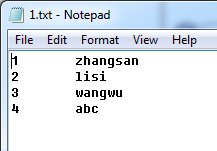 1.txt - Notepad
File Edit Format View Help
1 zhangsan
2 lisi
3 wangwu
4 abc